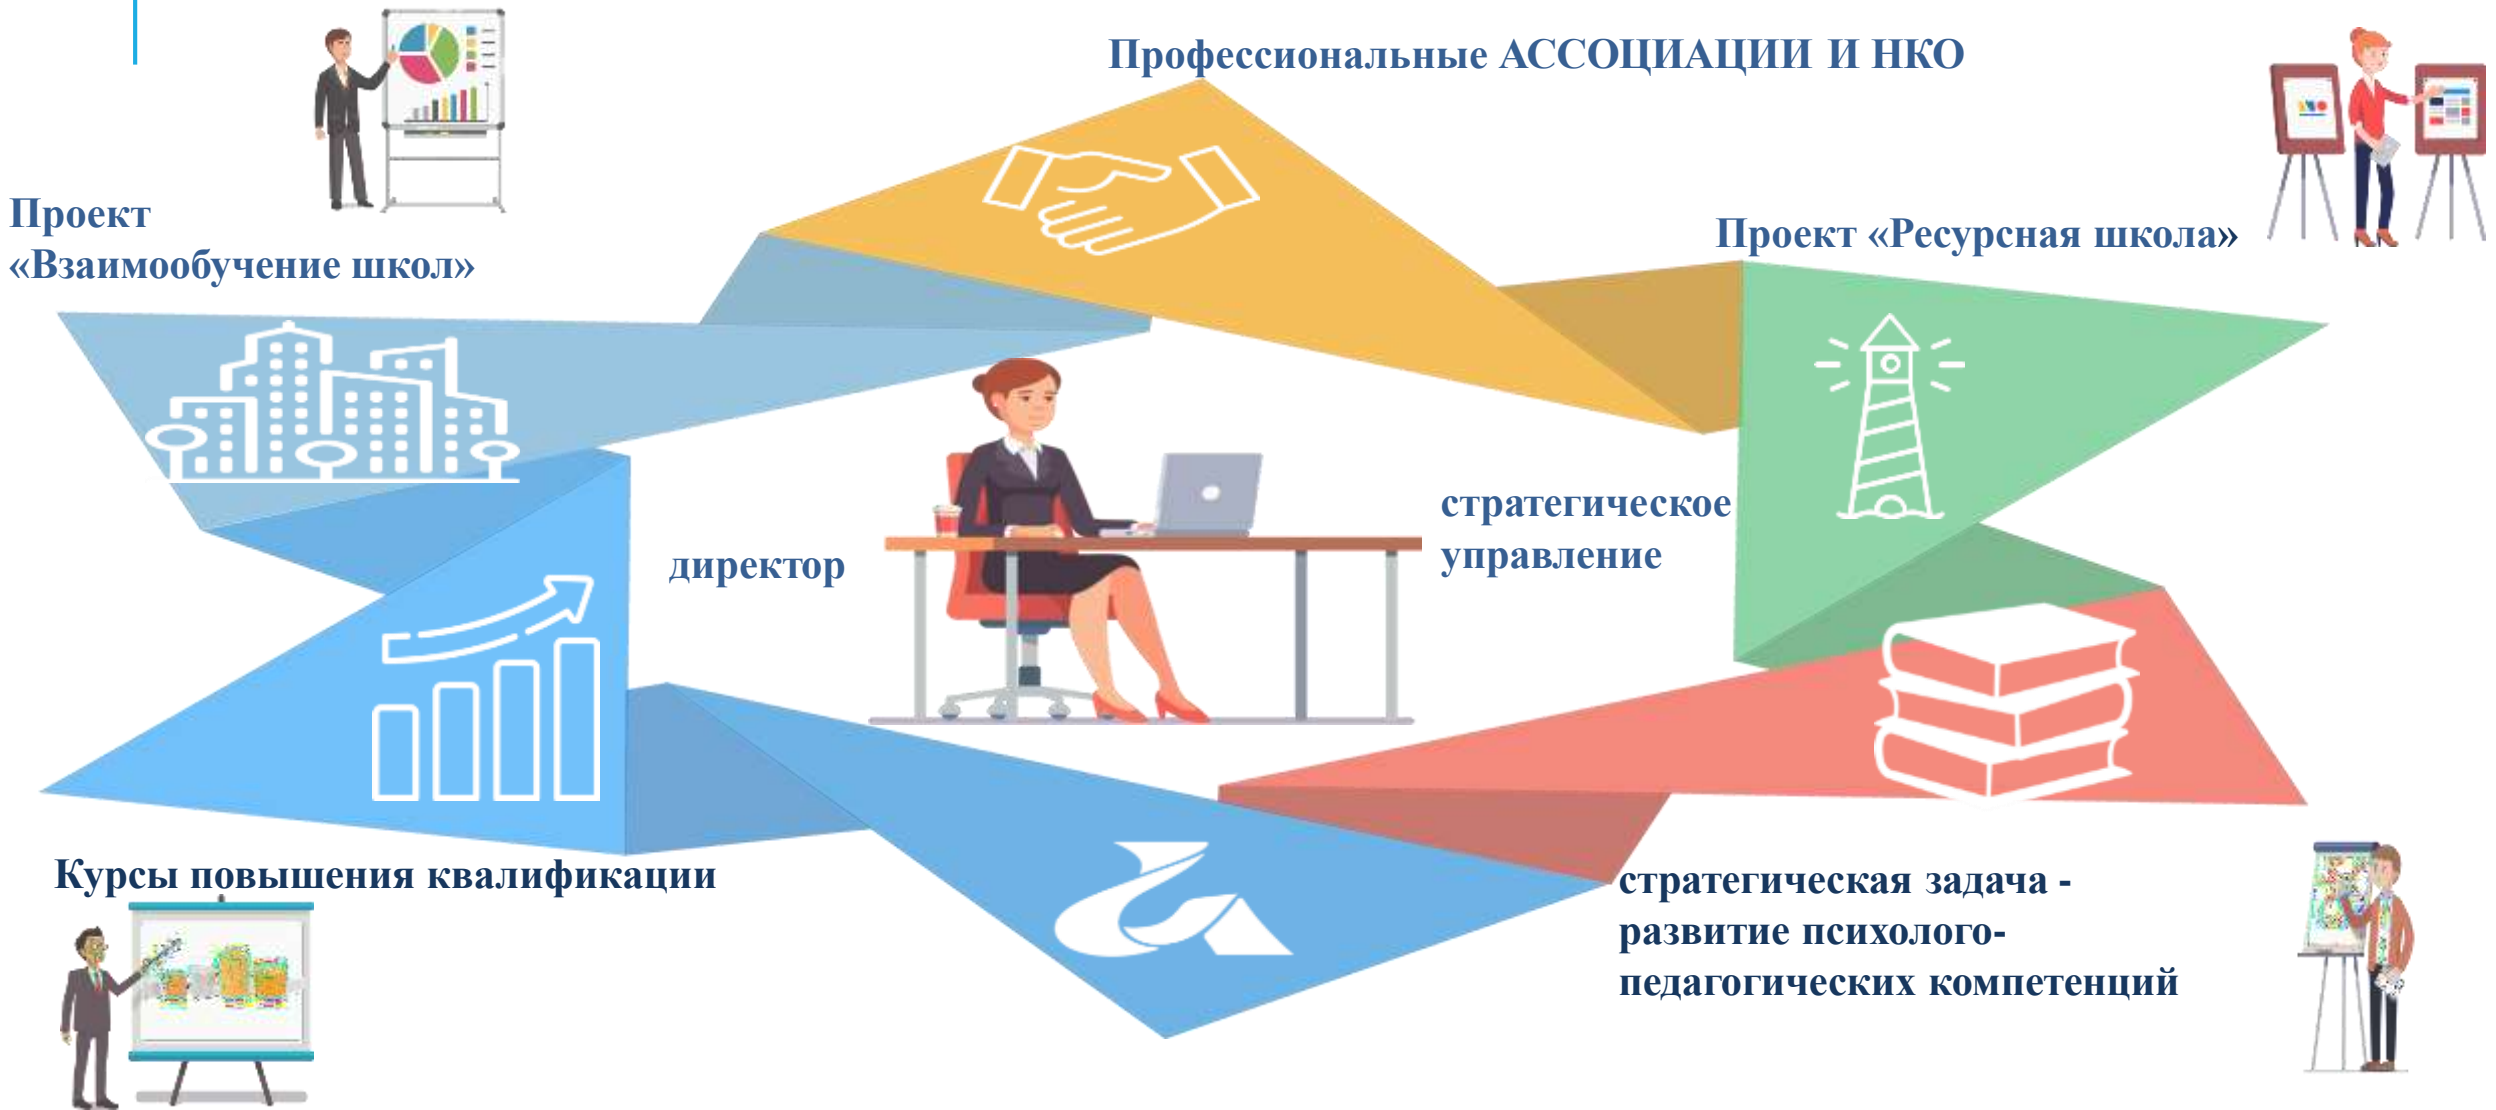 Профессиональные АССОЦИАЦИИ И НКО
Проект
«Взаимообучение школ»
Проект «Ресурсная школа»
стратегическое
управление
директор
Курсы повышения квалификации
стратегическая задача -
развитие психолого-
педагогических компетенций